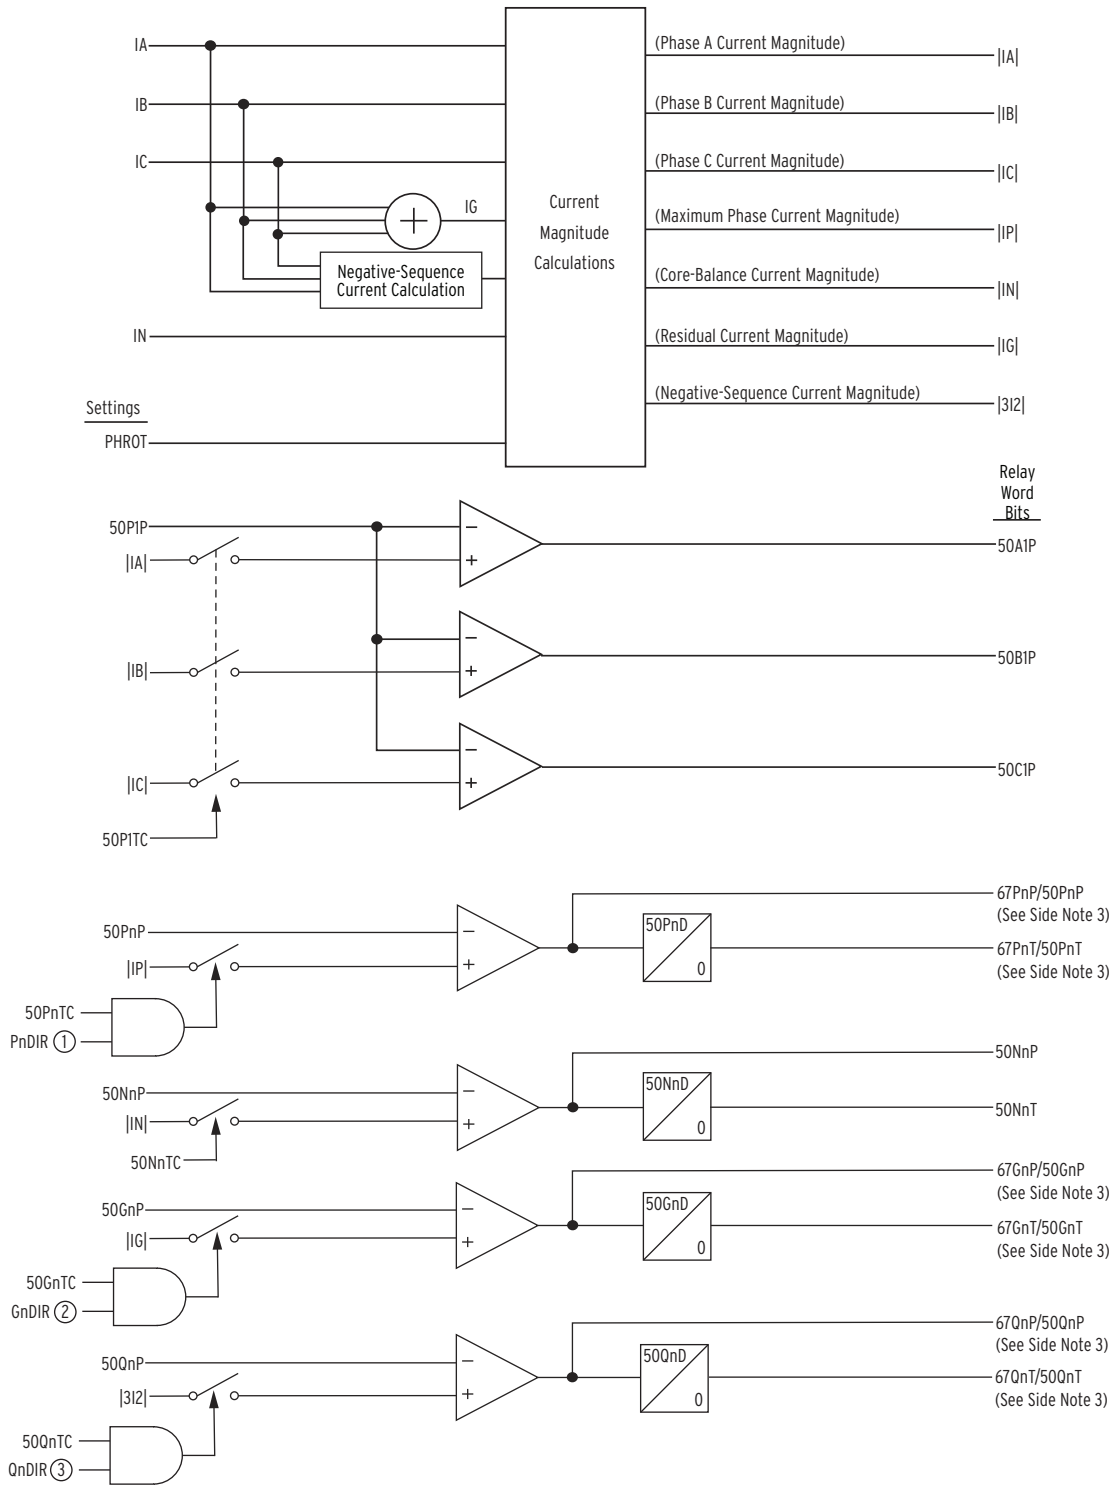 IA
(Phase A Current Magnitude)
|IA|
IB
(Phase B Current Magnitude)
|IB|
IC
(Phase C Current Magnitude)
|IC|
IG
Current
Magnitude
Calculations
(Maximum Phase Current Magnitude)
|IP|
Negative-Sequence
Current Calculation
(Core-Balance Current Magnitude)
|IN|
IN
(Residual Current Magnitude)
|IG|
(Negative-Sequence Current Magnitude)
|3I2|
Settings
PHROT
Relay
Word
Bits
50P1P
−
|IA|
+
50A1P
−
|IB|
+
50B1P
−
|IC|
+
50C1P
50P1TC
50PnP
−
|IP|
+
50PnD
0
67PnP/50PnP
(See Side Note 3)
67PnT/50PnT
(See Side Note 3)
50PnTC
PnDIR 1
50NnP
−
|IN|
+
50NnD
0
50NnP
50NnT
50NnTC
50GnP
−
|IG|
+
50GnD
0
67GnP/50GnP
(See Side Note 3)
67GnT/50GnT
(See Side Note 3)
50GnTC
GnDIR 2
50QnP
−
|3I2|
+
50QnD
0
67QnP/50QnP
(See Side Note 3)
67QnT/50QnT
(See Side Note 3)
50QnTC
QnDIR 3